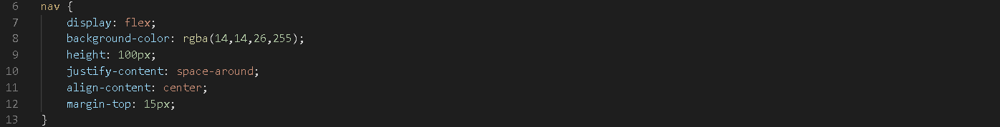 6 nav {
7 display: flex;
8 background-color: rgba(14,14,26,255);
9 height: 100px;
10 justify-content: space-around;
11 align-content: center;
12 margin-top: 15px;
13 }